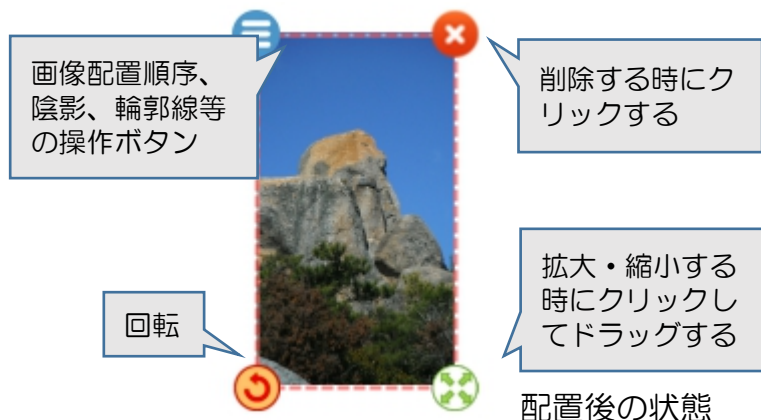 画像配置順序、
陰影、輪郭線等
の操作ボタン
削除する時にク
リックする
回転
拡大・縮小する
時にクリックし
てドラッグする
配置後の状態